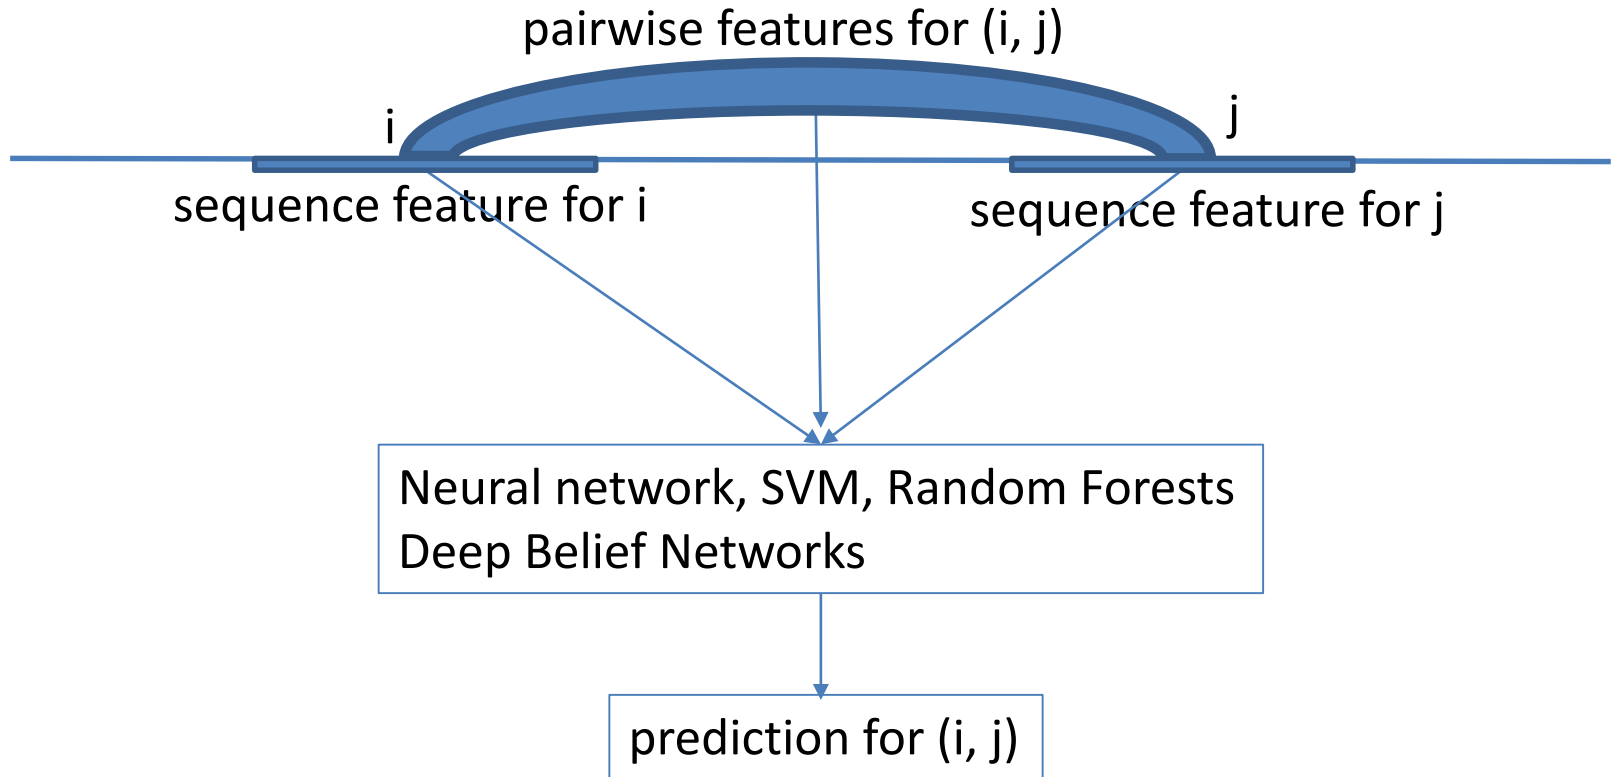 pairwise features for (i, j)
i
j
sequence feature for i
sequence feature for j
Neural network, SVM, Random Forests
Deep Belief Networks
prediction for (i, j)